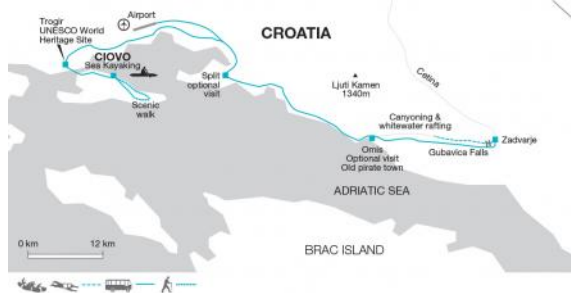 Trogir
UNESCO World
Heritage Site
Airport
CROATIA
CIOVO
Sea Kayaking
Split
optional
visit
Scenic
walk
Ljuti Kamen
1340m
Cetina
Canyoning &
whitewater rafting
Zadvarje
Gubavica Falls
Omis
Optional visit
Old pirate town
ADRIATIC SEA
0 km
12 km
BRAC ISLAND